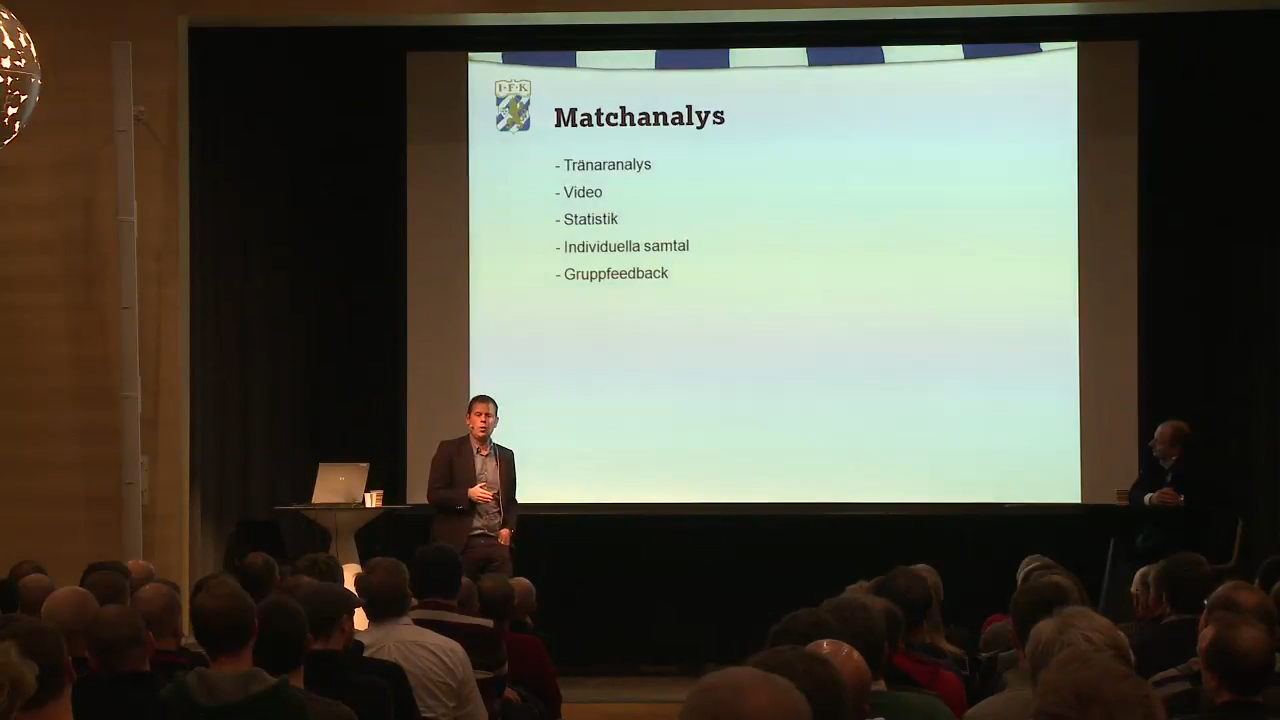 I·F·K
Matchanalys
- Tränaranalys
- Video
- Statistik
- Individuella samtal
- Gruppfeedback